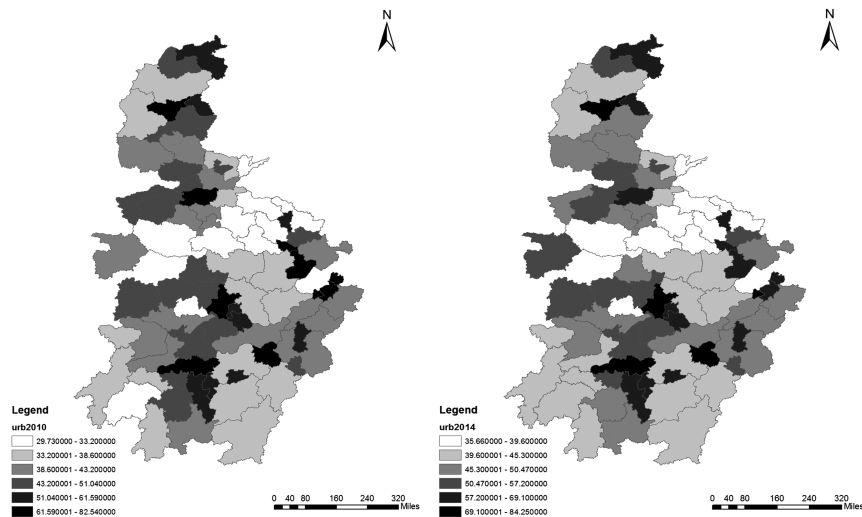 N
Legend
urb2010
29.730000 - 33.200000
33.200001 - 38.600000
38.600001 - 43.200000
43.200001 - 51.040000
51.040001 - 61.590000
61.590001 - 82.540000
0 40 80 160 240 320
Miles
N
Legend
urb2014
35.660000 - 39.600000
39.600001 - 45.300000
45.300001 - 50.470000
50.470001 - 57.200000
57.200001 - 69.100000
69.100001 - 84.250000
0 40 80 160 240 320
Miles